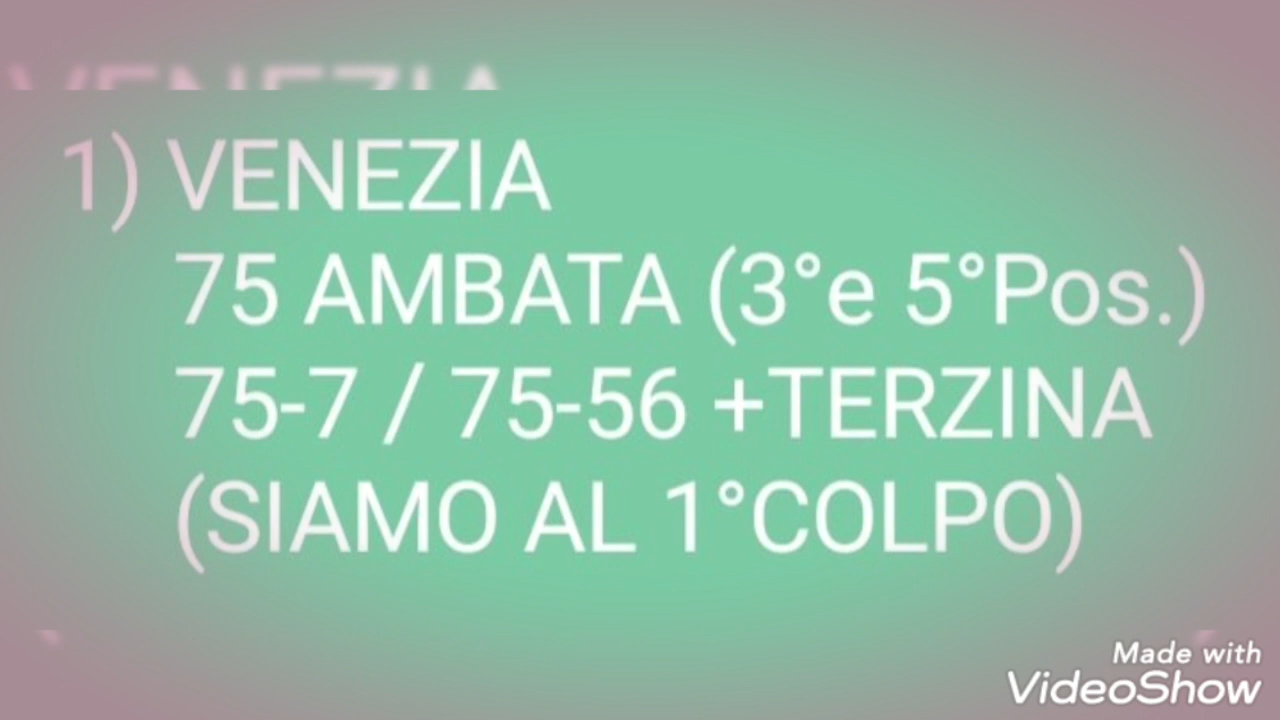 VENEZIA
1) VENEZIA
75 AMBATA (3°e 5°Pos.)
75-7 / 75-56 +TERZINA
(SIAMO AL 1°COLPO)
Made with
VideoShow